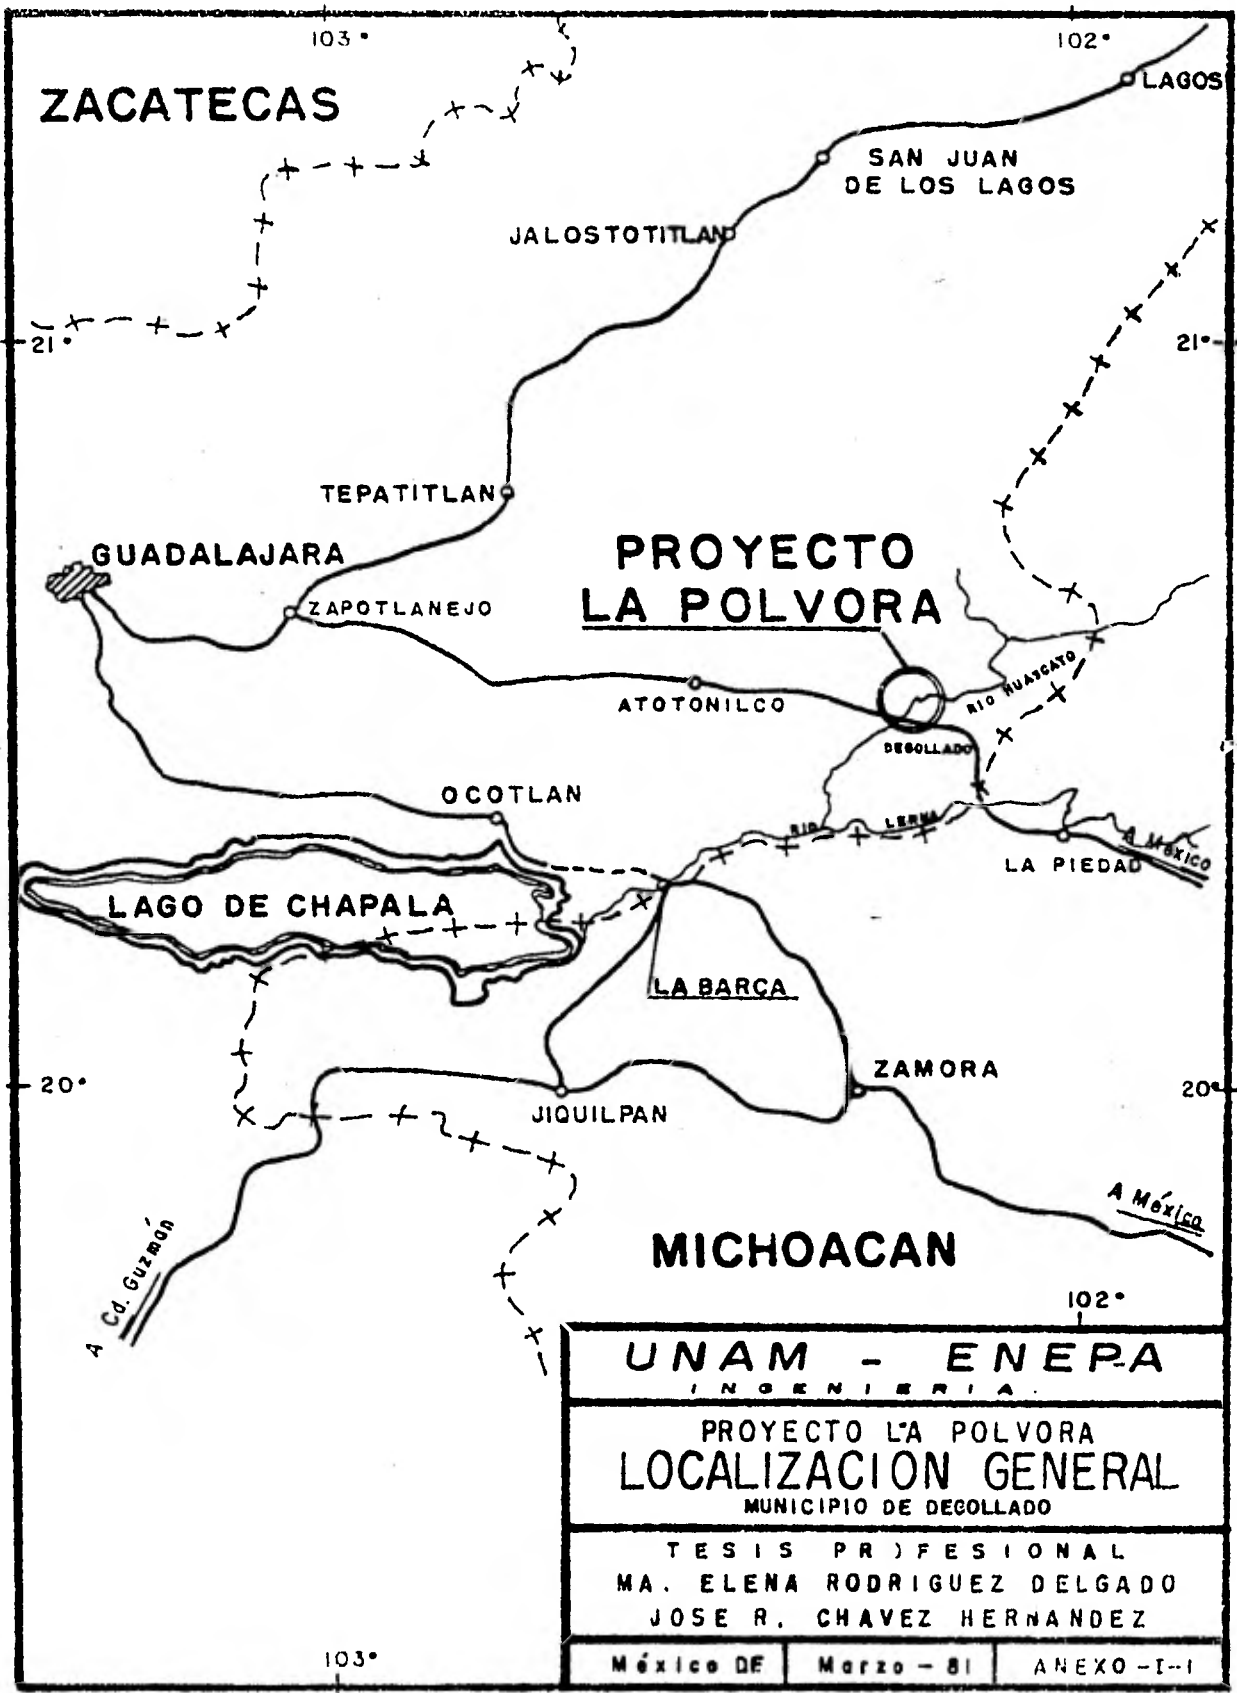 103°
102°
ZACATECAS
LAGOS
SAN JUAN
DE LOS LAGOS
JALOSTOTITLAN
21°
21°
TEPATITLAN
GUADALAJARA
PROYECTO
LA POLVORA
ZAPOTLANEJO
RIO HUASCATO
ATOTONILCO
DEGOLLADO
OCOTLAN
RIO LERMA
A México
LA PIEDAD
LAGO DE CHAPALA
LA BARCA
20°
ZAMORA
20°
JIQUILPAN
A México
A Cd. Guzmán
MICHOACAN
102°
UNAM - ENEP-A
INGENIERIA.
PROYECTO LA POLVORA
LOCALIZACION GENERAL
MUNICIPIO DE DEGOLLADO
TESIS PROFESIONAL
MA. ELENA RODRIGUEZ DELGADO
JOSE R. CHAVEZ HERNANDEZ
103°
México DF
Marzo - 81
ANEXO - I - 1